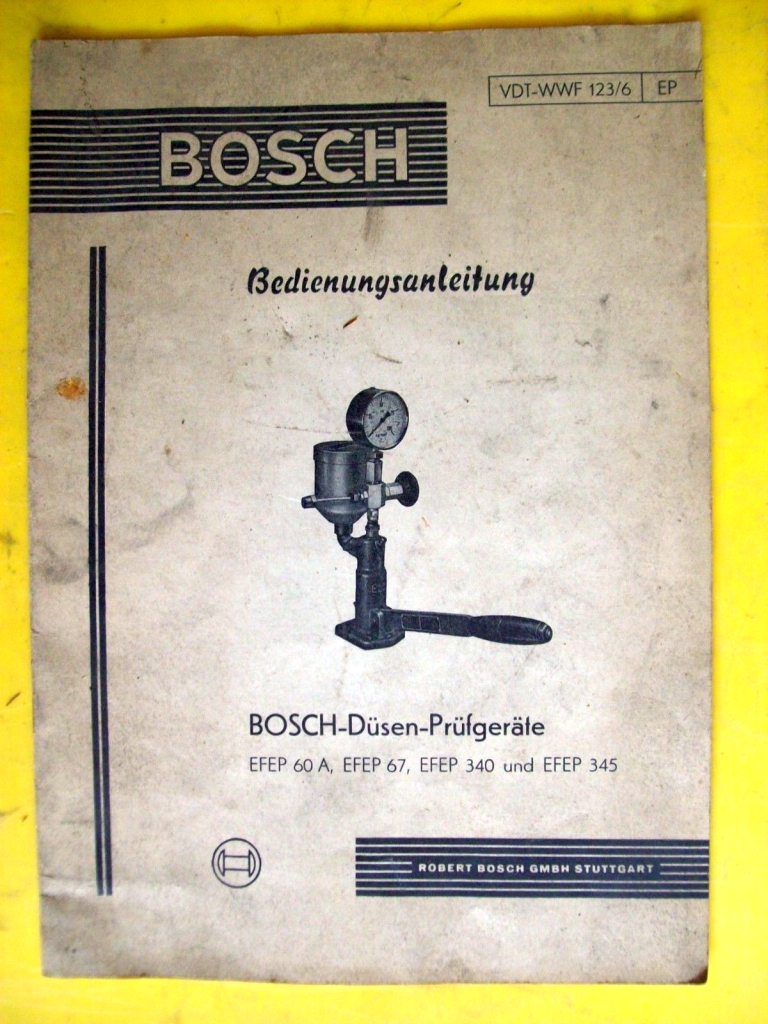 VDT-WWF 123/6 EP
BOSCH
Bedienungsanleitung
BOSCH-Düsen-Prüfgeräte
EFEP 60 A, EFEP 67, EFEP 340 und EFEP 345
ROBERT BOSCH GMBH STUTTGART